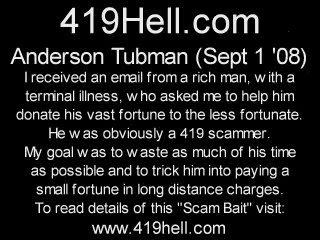 419Hell.com
Anderson Tubman (Sept 1 '08)
I received an email from a rich man, with a
terminal illness, who asked me to help him
donate his vast fortune to the less fortunate.
He was obviously a 419 scammer.
My goal was to waste as much of his time
as possible and to trick him into paying a
small fortune in long distance charges.
To read details of this "Scam Bait" visit:
www.419hell.com